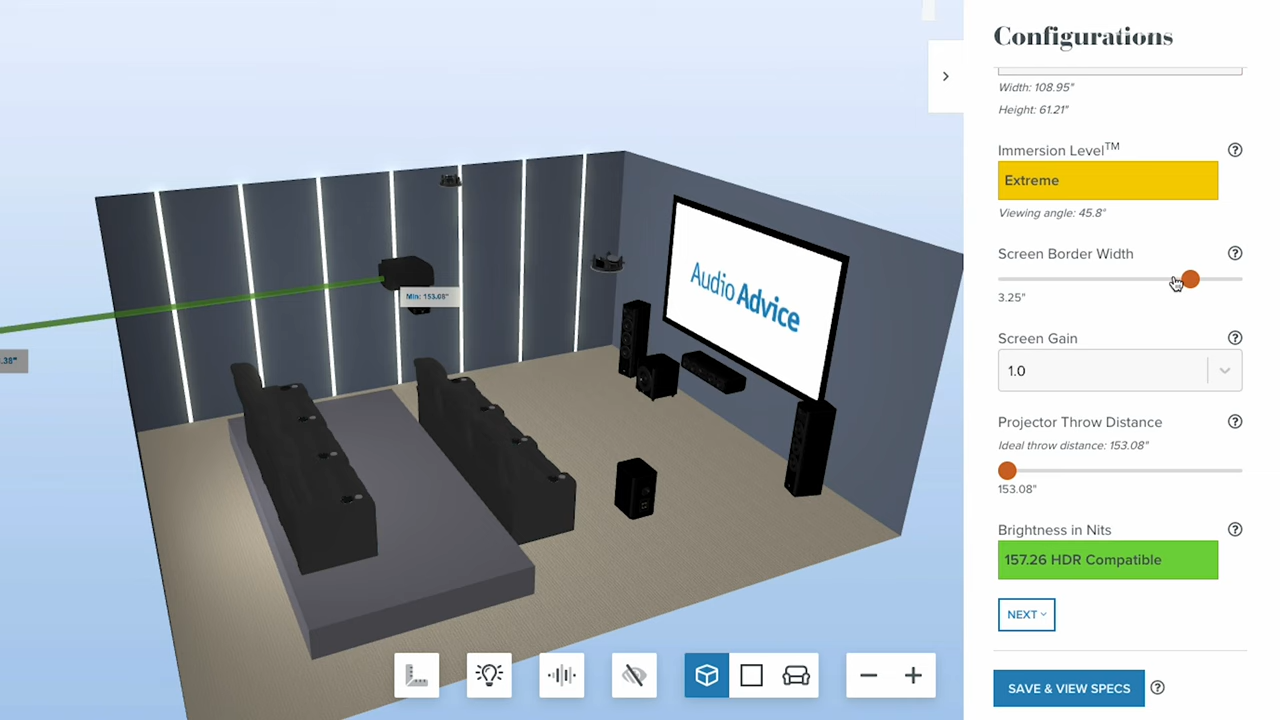 Configurations
Width: 108.95"
Height: 61.21"
Immersion Level™
Extreme
Viewing angle: 45.8°
Screen Border Width
3.25"
Screen Gain
1.0
Projector Throw Distance
Ideal throw distance: 153.08"
153.08"
Brightness in Nits
157.26 HDR Compatible
NEXT
SAVE & VIEW SPECS
Audio Advice
Min: 153.08"
.38"